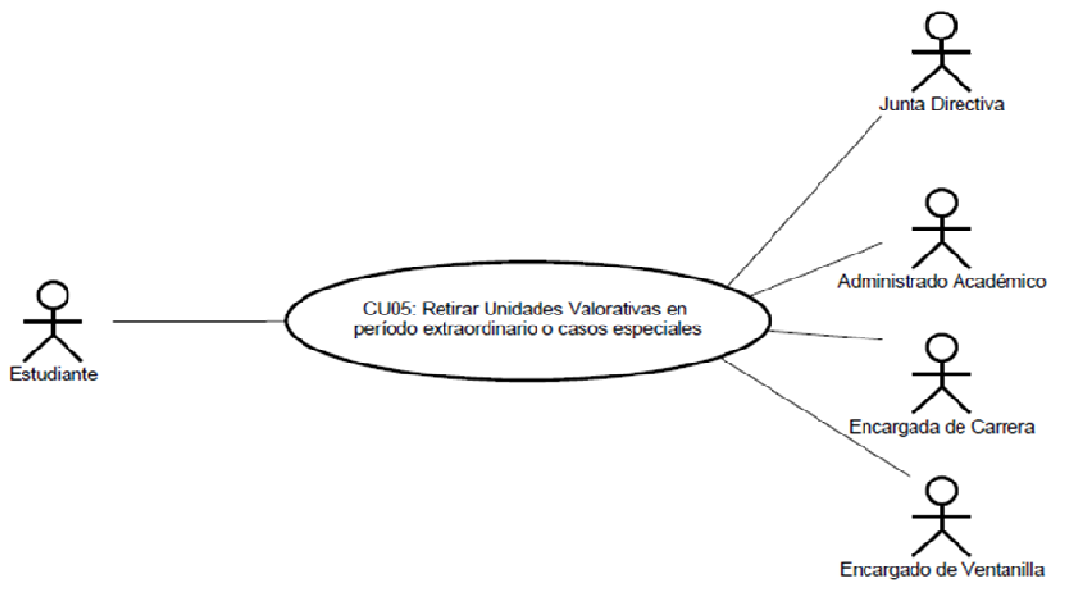 Junta Directiva
Administrado Académico
CU05: Retirar Unidades Valorativas en
período extraordinario o casos especiales
Estudiante
Encargada de Carrera
Encargado de Ventanilla